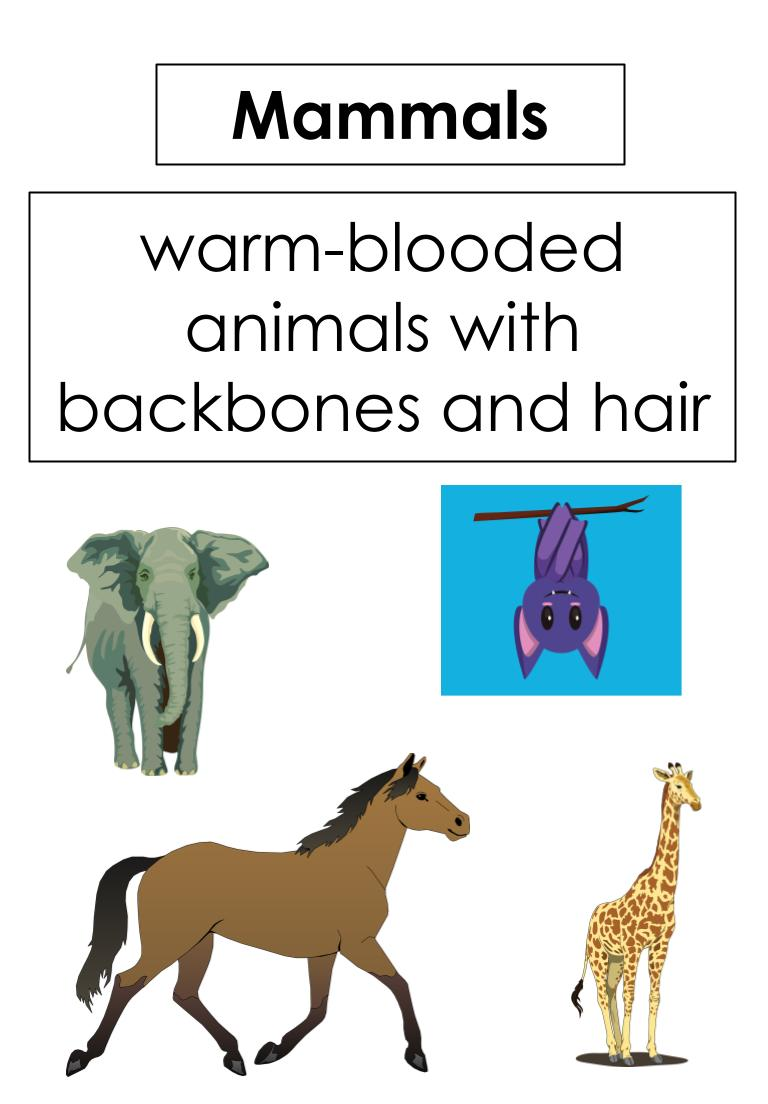 Mammals
warm-blooded
animals with
backbones and hair